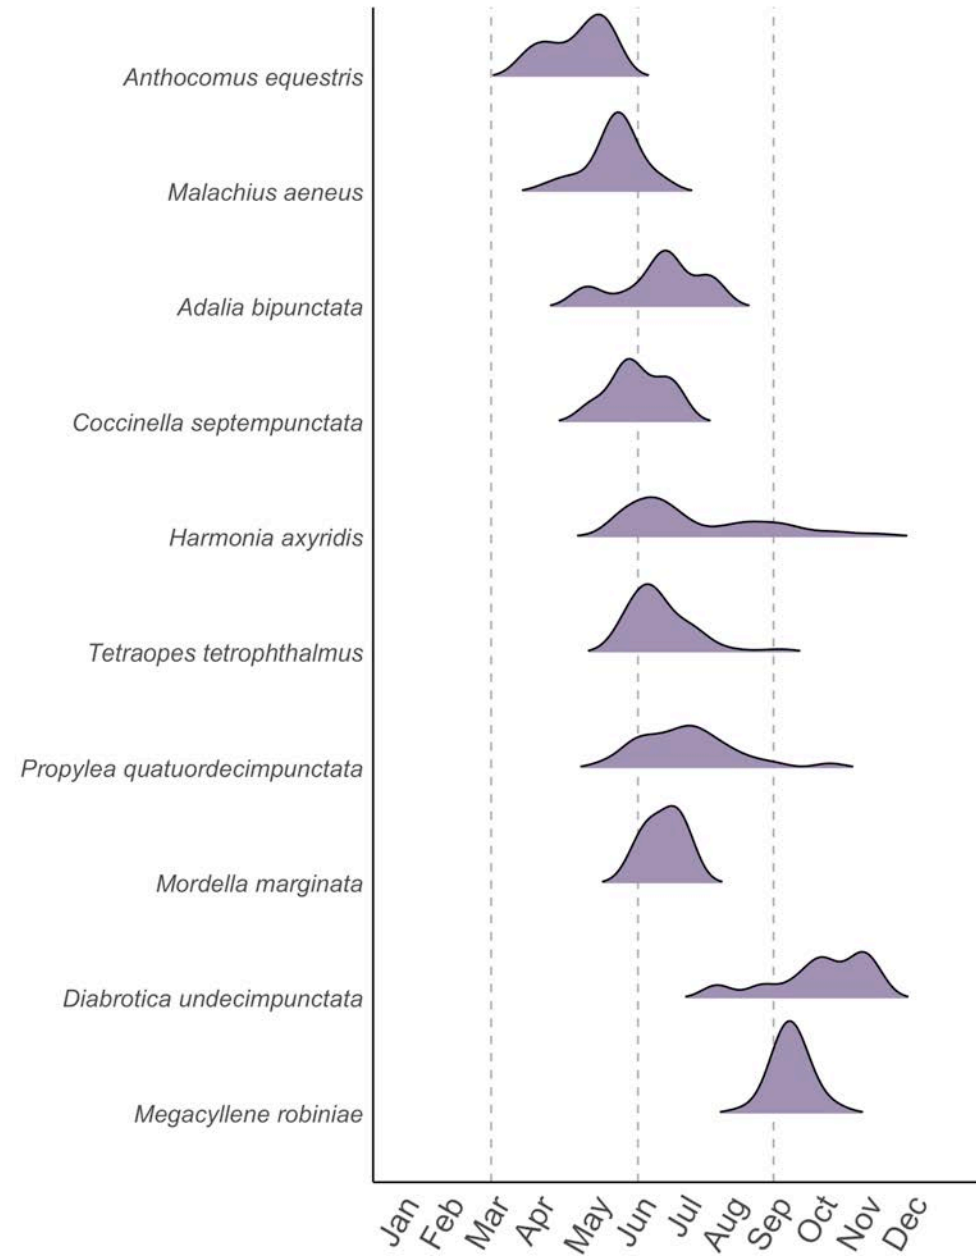 Anthocomus equestris
Malachius aeneus
Adalia bipunctata
Coccinella septempunctata
Harmonia axyridis
Tetraopes tetrophthalmus
Propylea quatuordecimpunctata
Mordella marginata
Diabrotica undecimpunctata
Megacyllene robiniae
Jan Feb Mar Apr May Jun Jul Aug Sep Oct Nov Dec